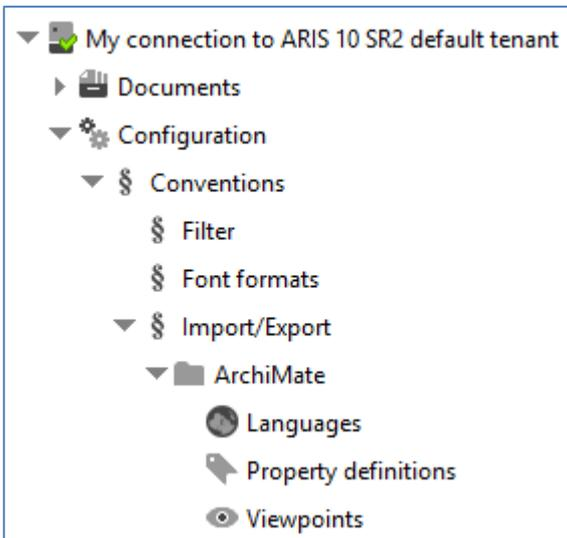 My connection to ARIS 10 SR2 default tenant
Documents
Configuration
§ Conventions
§ Filter
§ Font formats
§ Import/Export
ArchiMate
Languages
Property definitions
Viewpoints